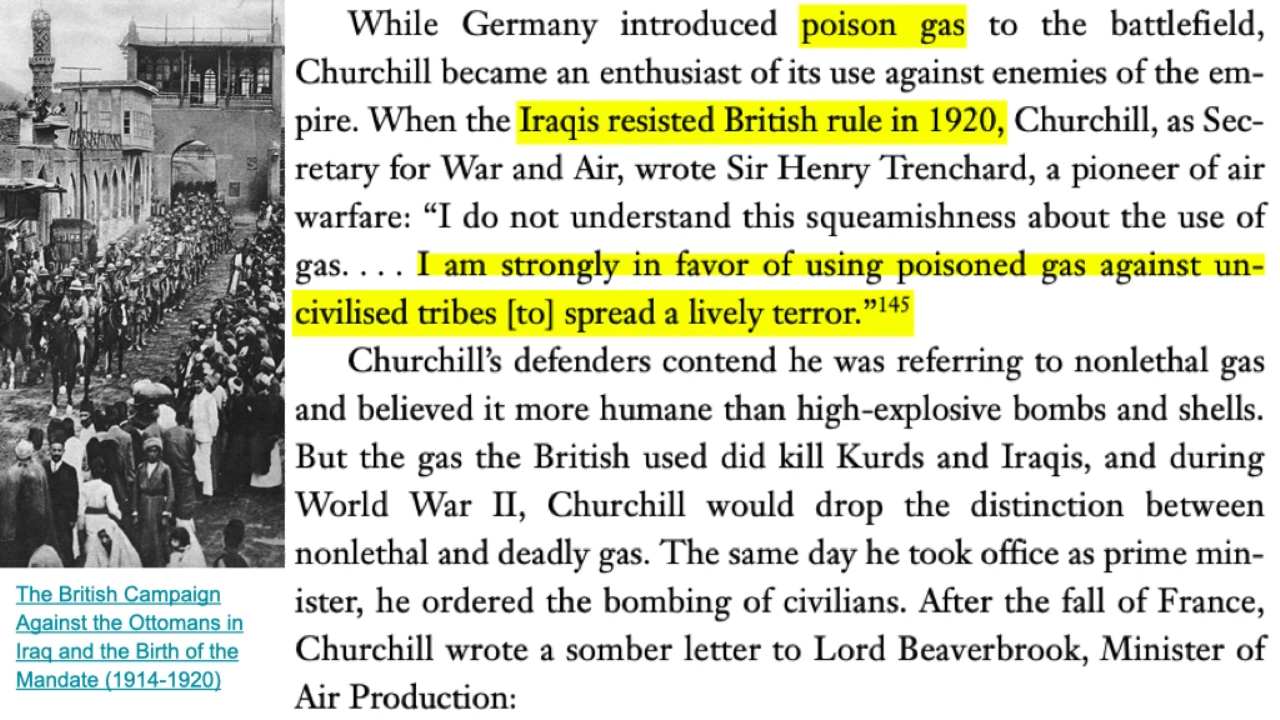 While Germany introduced poison gas to the battlefield,
Churchill became an enthusiast of its use against enemies of the em-
pire. When the Iraqis resisted British rule in 1920, Churchill, as Sec-
retary for War and Air, wrote Sir Henry Trenchard, a pioneer of air
warfare: “I do not understand this squeamishness about the use of
gas. . . . I am strongly in favor of using poisoned gas against un-
civilised tribes [to] spread a lively terror.”145
Churchill’s defenders contend he was referring to nonlethal gas
and believed it more humane than high-explosive bombs and shells.
But the gas the British used did kill Kurds and Iraqis, and during
World War II, Churchill would drop the distinction between
nonlethal and deadly gas. The same day he took office as prime min-
ister, he ordered the bombing of civilians. After the fall of France,
Churchill wrote a somber letter to Lord Beaverbrook, Minister of
Air Production:
The British Campaign
Against the Ottomans in
Iraq and the Birth of the
Mandate (1914-1920)